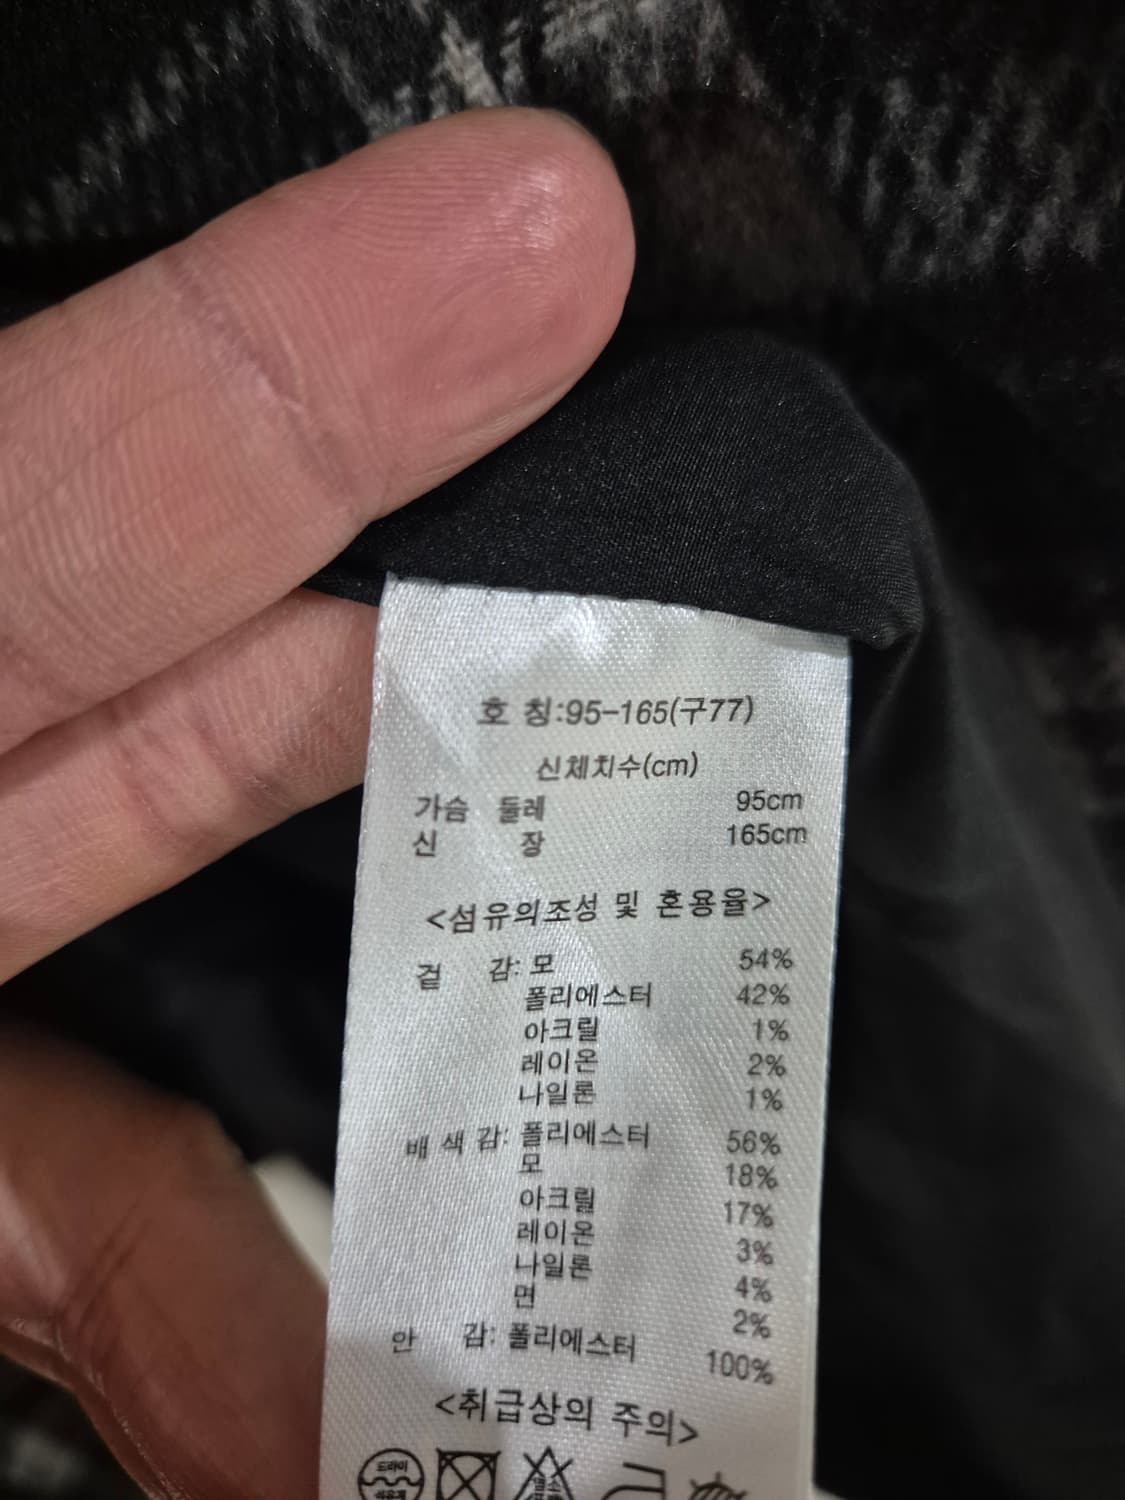 호 칭:95-165(구77)
신체치수(cm)
가슴 둘레 95cm
신 장 165cm
<섬유의조성 및 혼용율>
겉 감: 모 54%
폴리에스터 42%
아크릴 1%
레이온 2%
나일론 1%
배 색 감: 폴리에스터 56%
모 18%
아크릴 17%
레이온 3%
나일론 4%
면 2%
안 감: 폴리에스터 100%
<취급상의 주의>
드라이